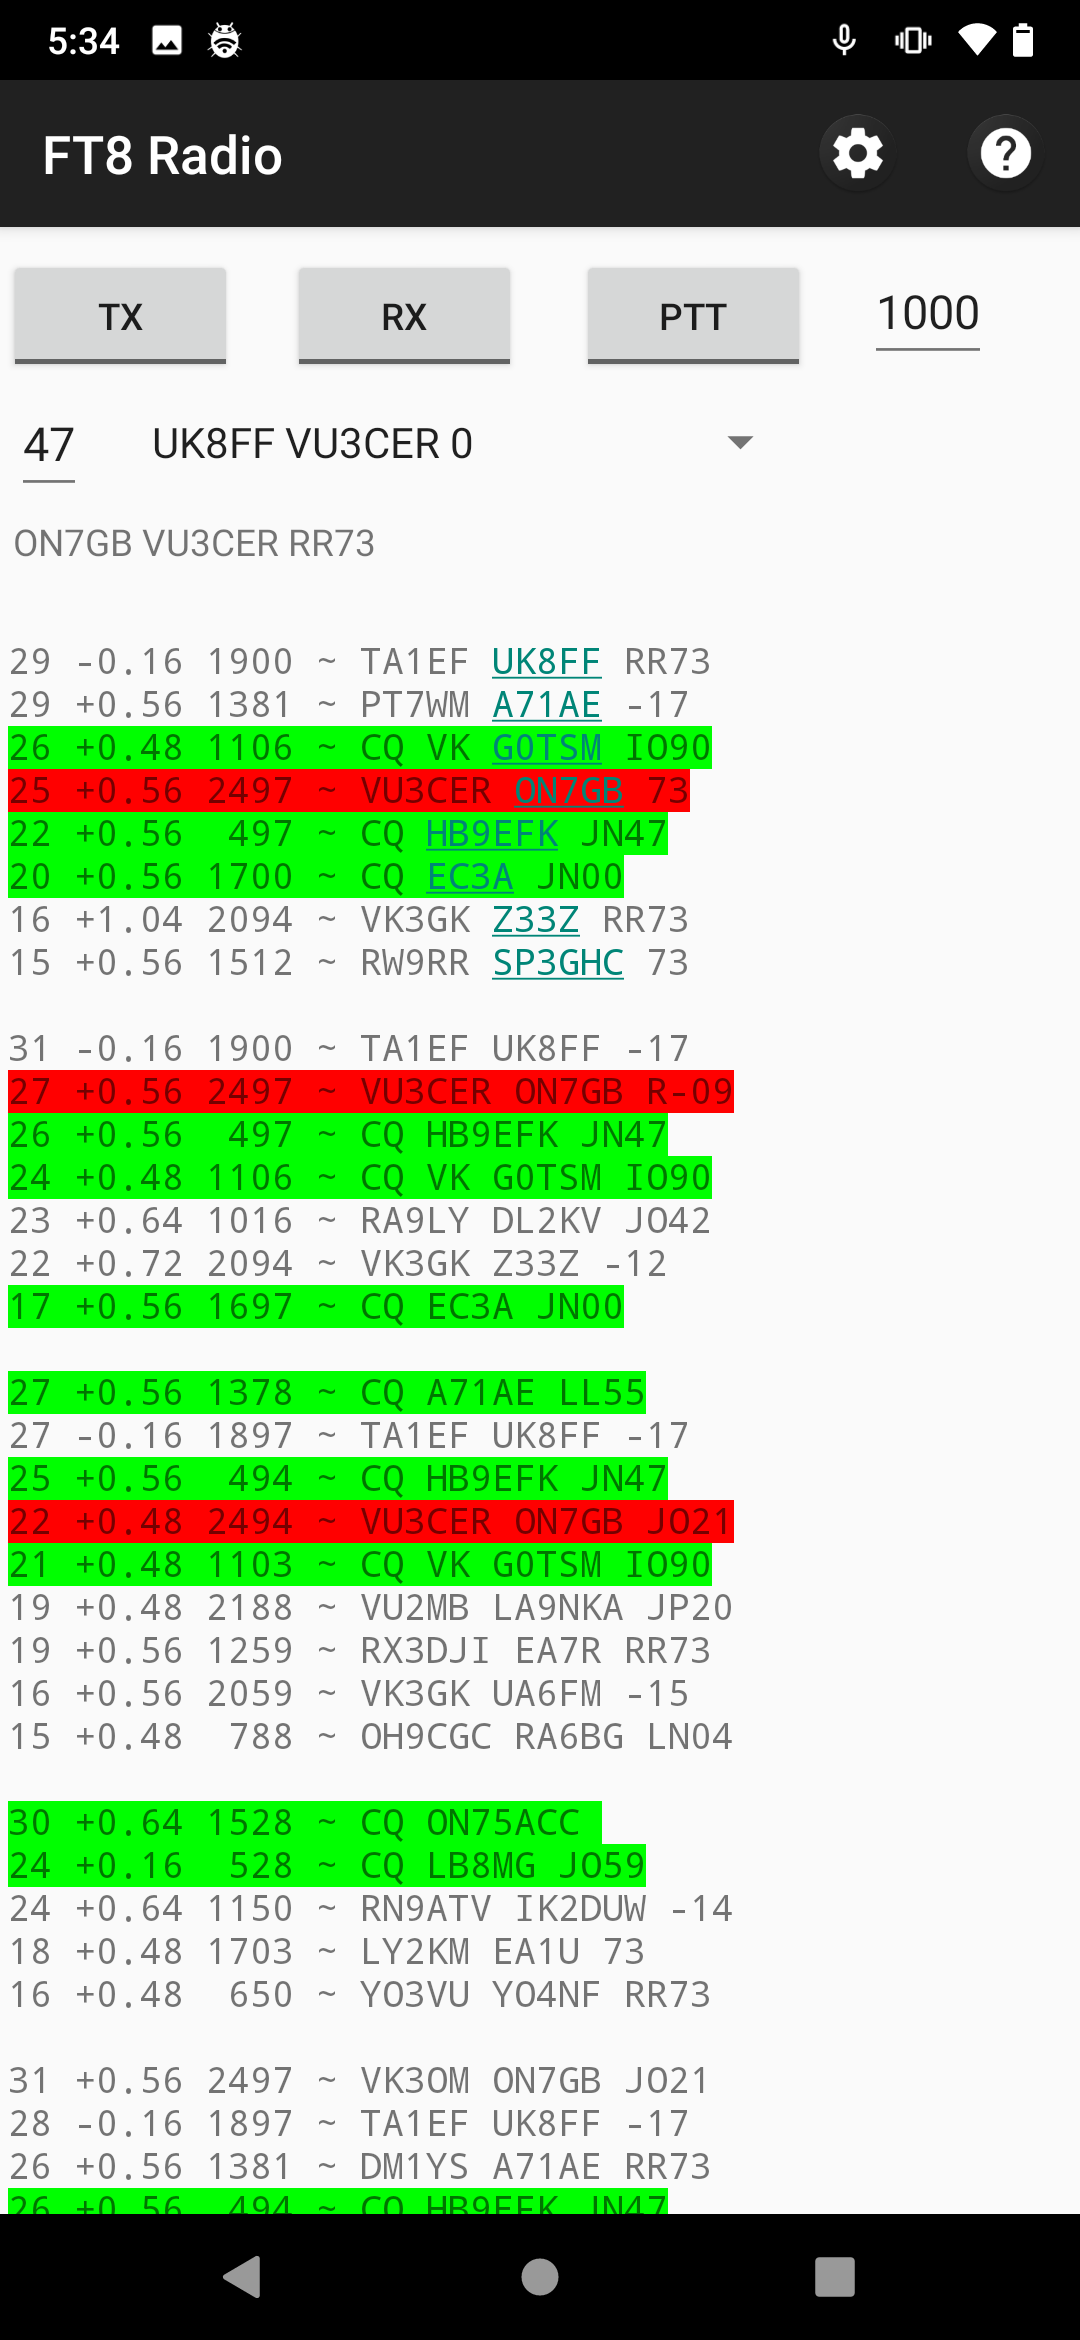 5:34
FT8 Radio
TX RX PTT 1000
47 UK8FF VU3CER 0
ON7GB VU3CER RR73
29 -0.16 1900 ~ TA1EF UK8FF RR73
29 +0.56 1381 ~ PT7WM A71AE -17
26 +0.48 1106 ~ CQ VK G0TSM IO90
25 +0.56 2497 ~ VU3CER ON7GB 73
22 +0.56 497 ~ CQ HB9EFK JN47
20 +0.56 1700 ~ CQ EC3A JN00
16 +1.04 2094 ~ VK3GK Z33Z RR73
15 +0.56 1512 ~ RW9RR SP3GHC 73
31 -0.16 1900 ~ TA1EF UK8FF -17
27 +0.56 2497 ~ VU3CER ON7GB R-09
26 +0.56 497 ~ CQ HB9EFK JN47
24 +0.48 1106 ~ CQ VK G0TSM IO90
23 +0.64 1016 ~ RA9LY DL2KV JO42
22 +0.72 2094 ~ VK3GK Z33Z -12
17 +0.56 1697 ~ CQ EC3A JN00
27 +0.56 1378 ~ CQ A71AE LL55
27 -0.16 1897 ~ TA1EF UK8FF -17
25 +0.56 494 ~ CQ HB9EFK JN47
22 +0.48 2494 ~ VU3CER ON7GB JO21
21 +0.48 1103 ~ CQ VK G0TSM IO90
19 +0.48 2188 ~ VU2MB LA9NKA JP20
19 +0.56 1259 ~ RX3DJI EA7R RR73
16 +0.56 2059 ~ VK3GK UA6FM -15
15 +0.48 788 ~ OH9CGC RA6BG LN04
30 +0.64 1528 ~ CQ ON75ACC
24 +0.16 528 ~ CQ LB8MG JO59
24 +0.64 1150 ~ RN9ATV IK2DUW -14
18 +0.48 1703 ~ LY2KM EA1U 73
16 +0.48 650 ~ YO3VU YO4NF RR73
31 +0.56 2497 ~ VK3OM ON7GB JO21
28 -0.16 1897 ~ TA1EF UK8FF -17
26 +0.56 1381 ~ DM1YS A71AE RR73
26 +0.56 494 ~ CQ HB9EFK JN47